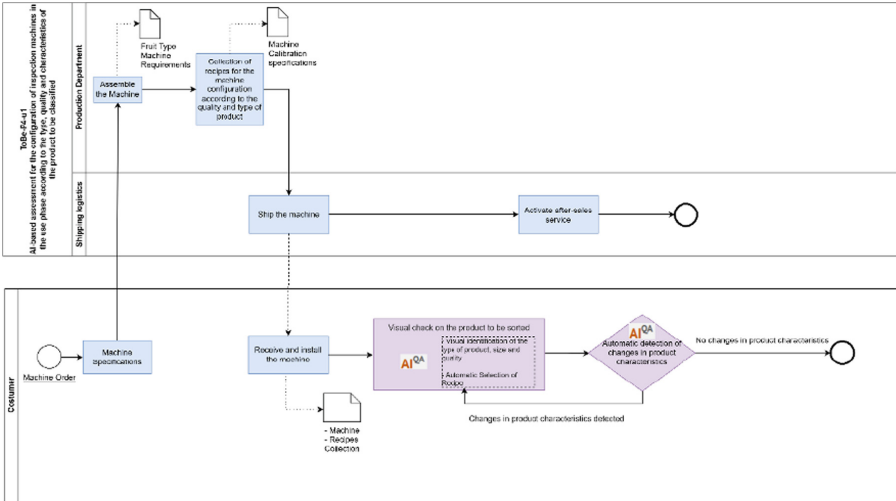 ToBe-F4-u1
AI-based assessment for the configuration of inspection machines in
the use phase according to the type, quality and characteristics of
the product to be classified
Production Department
Fruit Type
Machine
Requirements
Machine
Calibration
specifications
Assemble
the Machine
Collection of
recipes for the
machine
configuration
according to the
quality and type of
product
Shipping logistics
Ship the machine
Activate after-sales
service
Costumer
Machine Order
Machine
specifications
Receive and install
the machine
- Machine
- Recipes
Collection
Visual check on the product to be sorted
AI QA
- Visual identification of the
type of product, size and
quality
- Automatic Selection of
Recipe
AI QA
Automatic detection of
changes in product
characteristics
No changes in product characteristics
Changes in product characteristics detected